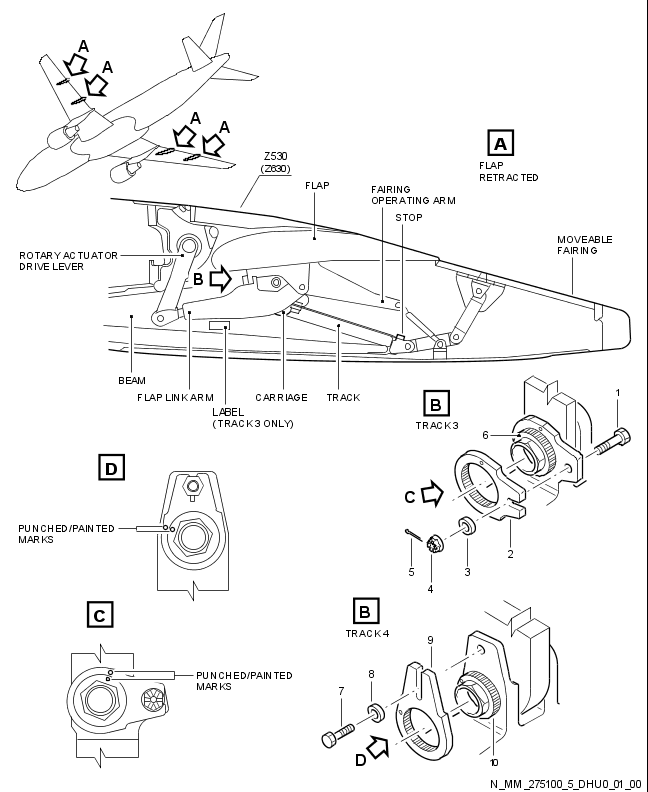 A
A
A
A
A
FLAP
RETRACTED
Z530
(Z630)
FLAP
FAIRING
OPERATING ARM
STOP
MOVEABLE
FAIRING
ROTARY ACTUATOR
DRIVE LEVER
B
BEAM
FLAP LINK ARM
LABEL
(TRACK 3 ONLY)
CARRIAGE
TRACK
B
TRACK 3
1
6
C
5
4
3
2
D
PUNCHED/PAINTED
MARKS
C
PUNCHED/PAINTED
MARKS
B
TRACK 4
9
8
7
D
10
N_MM_275100_5_DHU0_01_00